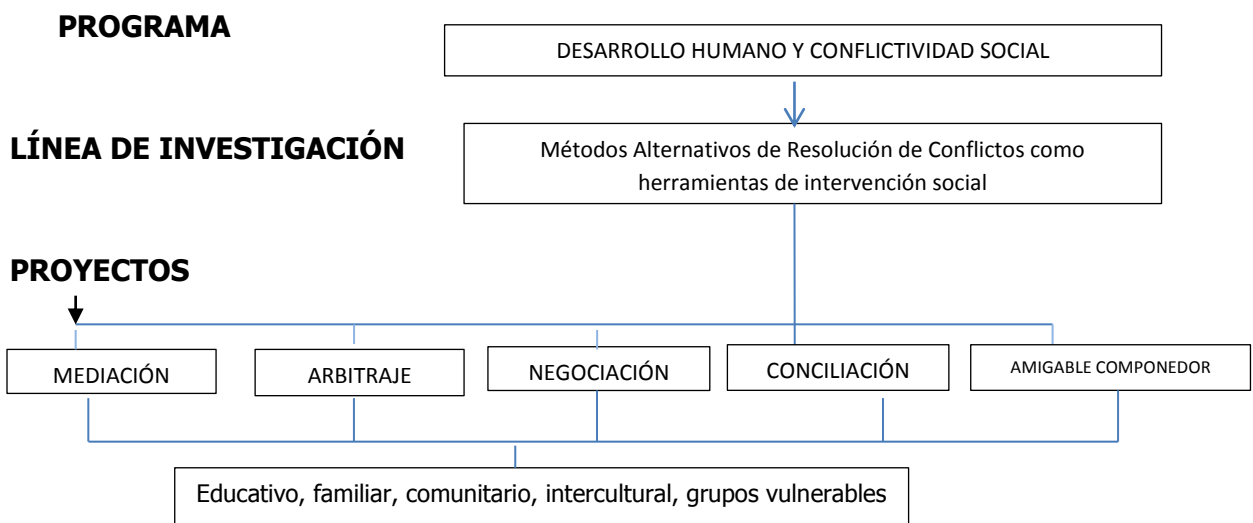 PROGRAMA
DESARROLLO HUMANO Y CONFLICTIVIDAD SOCIAL
LÍNEA DE INVESTIGACIÓN
Métodos Alternativos de Resolución de Conflictos como
herramientas de intervención social
PROYECTOS
MEDIACIÓN
ARBITRAJE
NEGOCIACIÓN
CONCILIACIÓN
AMIGABLE COMPONEDOR
Educativo, familiar, comunitario, intercultural, grupos vulnerables